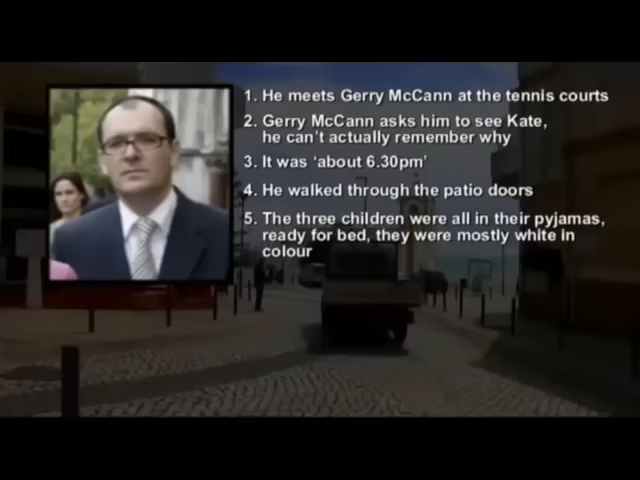 1. He meets Gerry McCann at the tennis courts
2. Gerry McCann asks him to see Kate,
he can't actually remember why
3. It was 'about 6.30pm'
4. He walked through the patio doors
5. The three children were all in their pyjamas,
ready for bed, they were mostly white in
colour